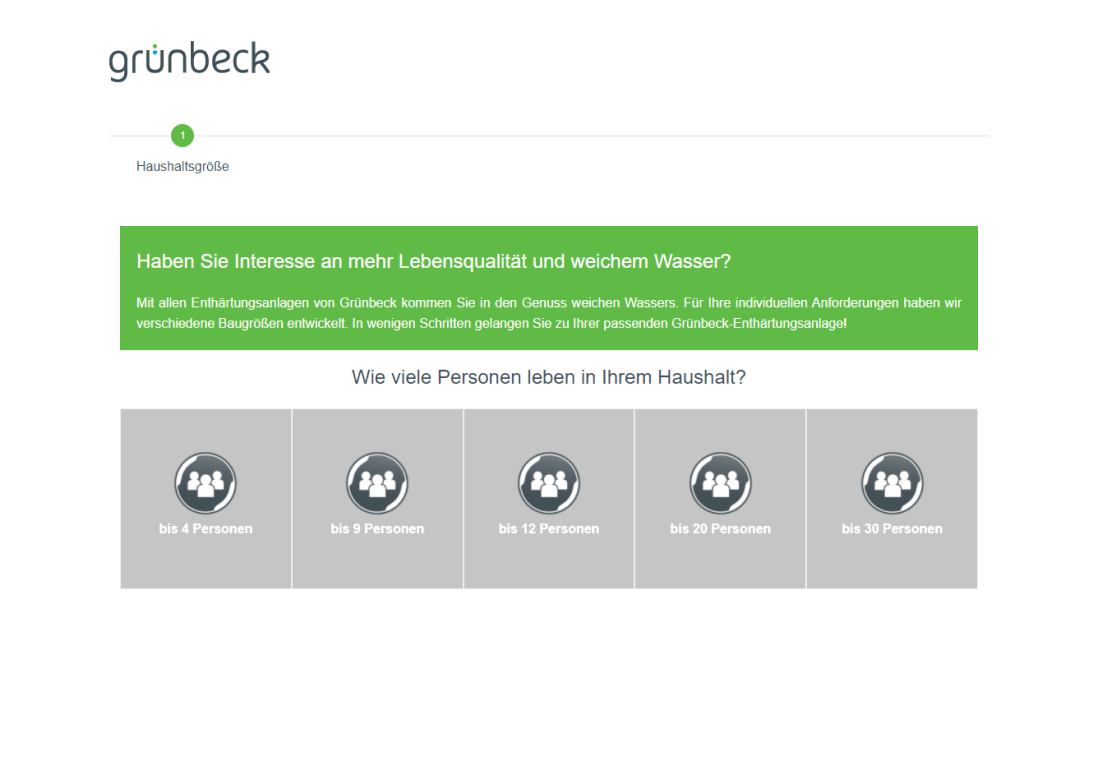 grünbeck
1
Haushaltsgröße
Haben Sie Interesse an mehr Lebensqualität und weichem Wasser?
Mit allen Enthärtungsanlagen von Grünbeck kommen Sie in den Genuss weichen Wassers. Für Ihre individuellen Anforderungen haben wir
verschiedene Baugrößen entwickelt. In wenigen Schritten gelangen Sie zu Ihrer passenden Grünbeck-Enthärtungsanlage!
Wie viele Personen leben in Ihrem Haushalt?
bis 4 Personen
bis 9 Personen
bis 12 Personen
bis 20 Personen
bis 30 Personen